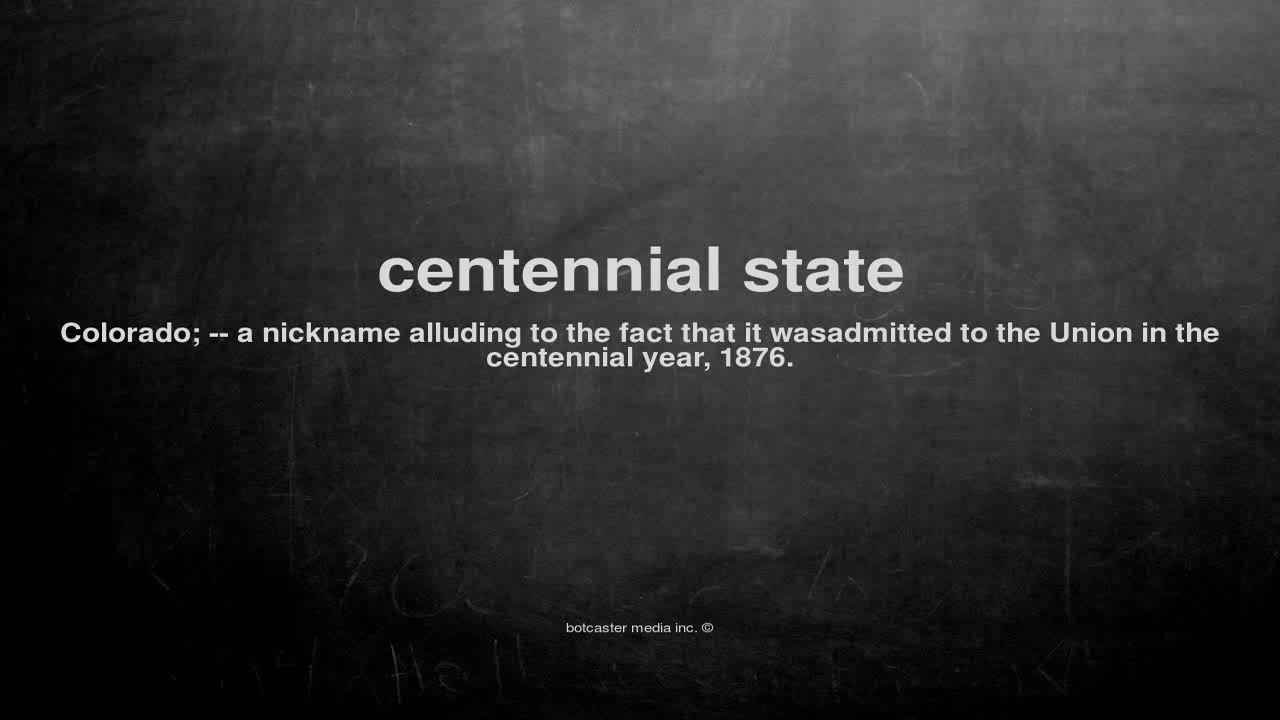 centennial state
Colorado; -- a nickname alluding to the fact that it wasadmitted to the Union in the
centennial year, 1876.
botcaster media inc. ©